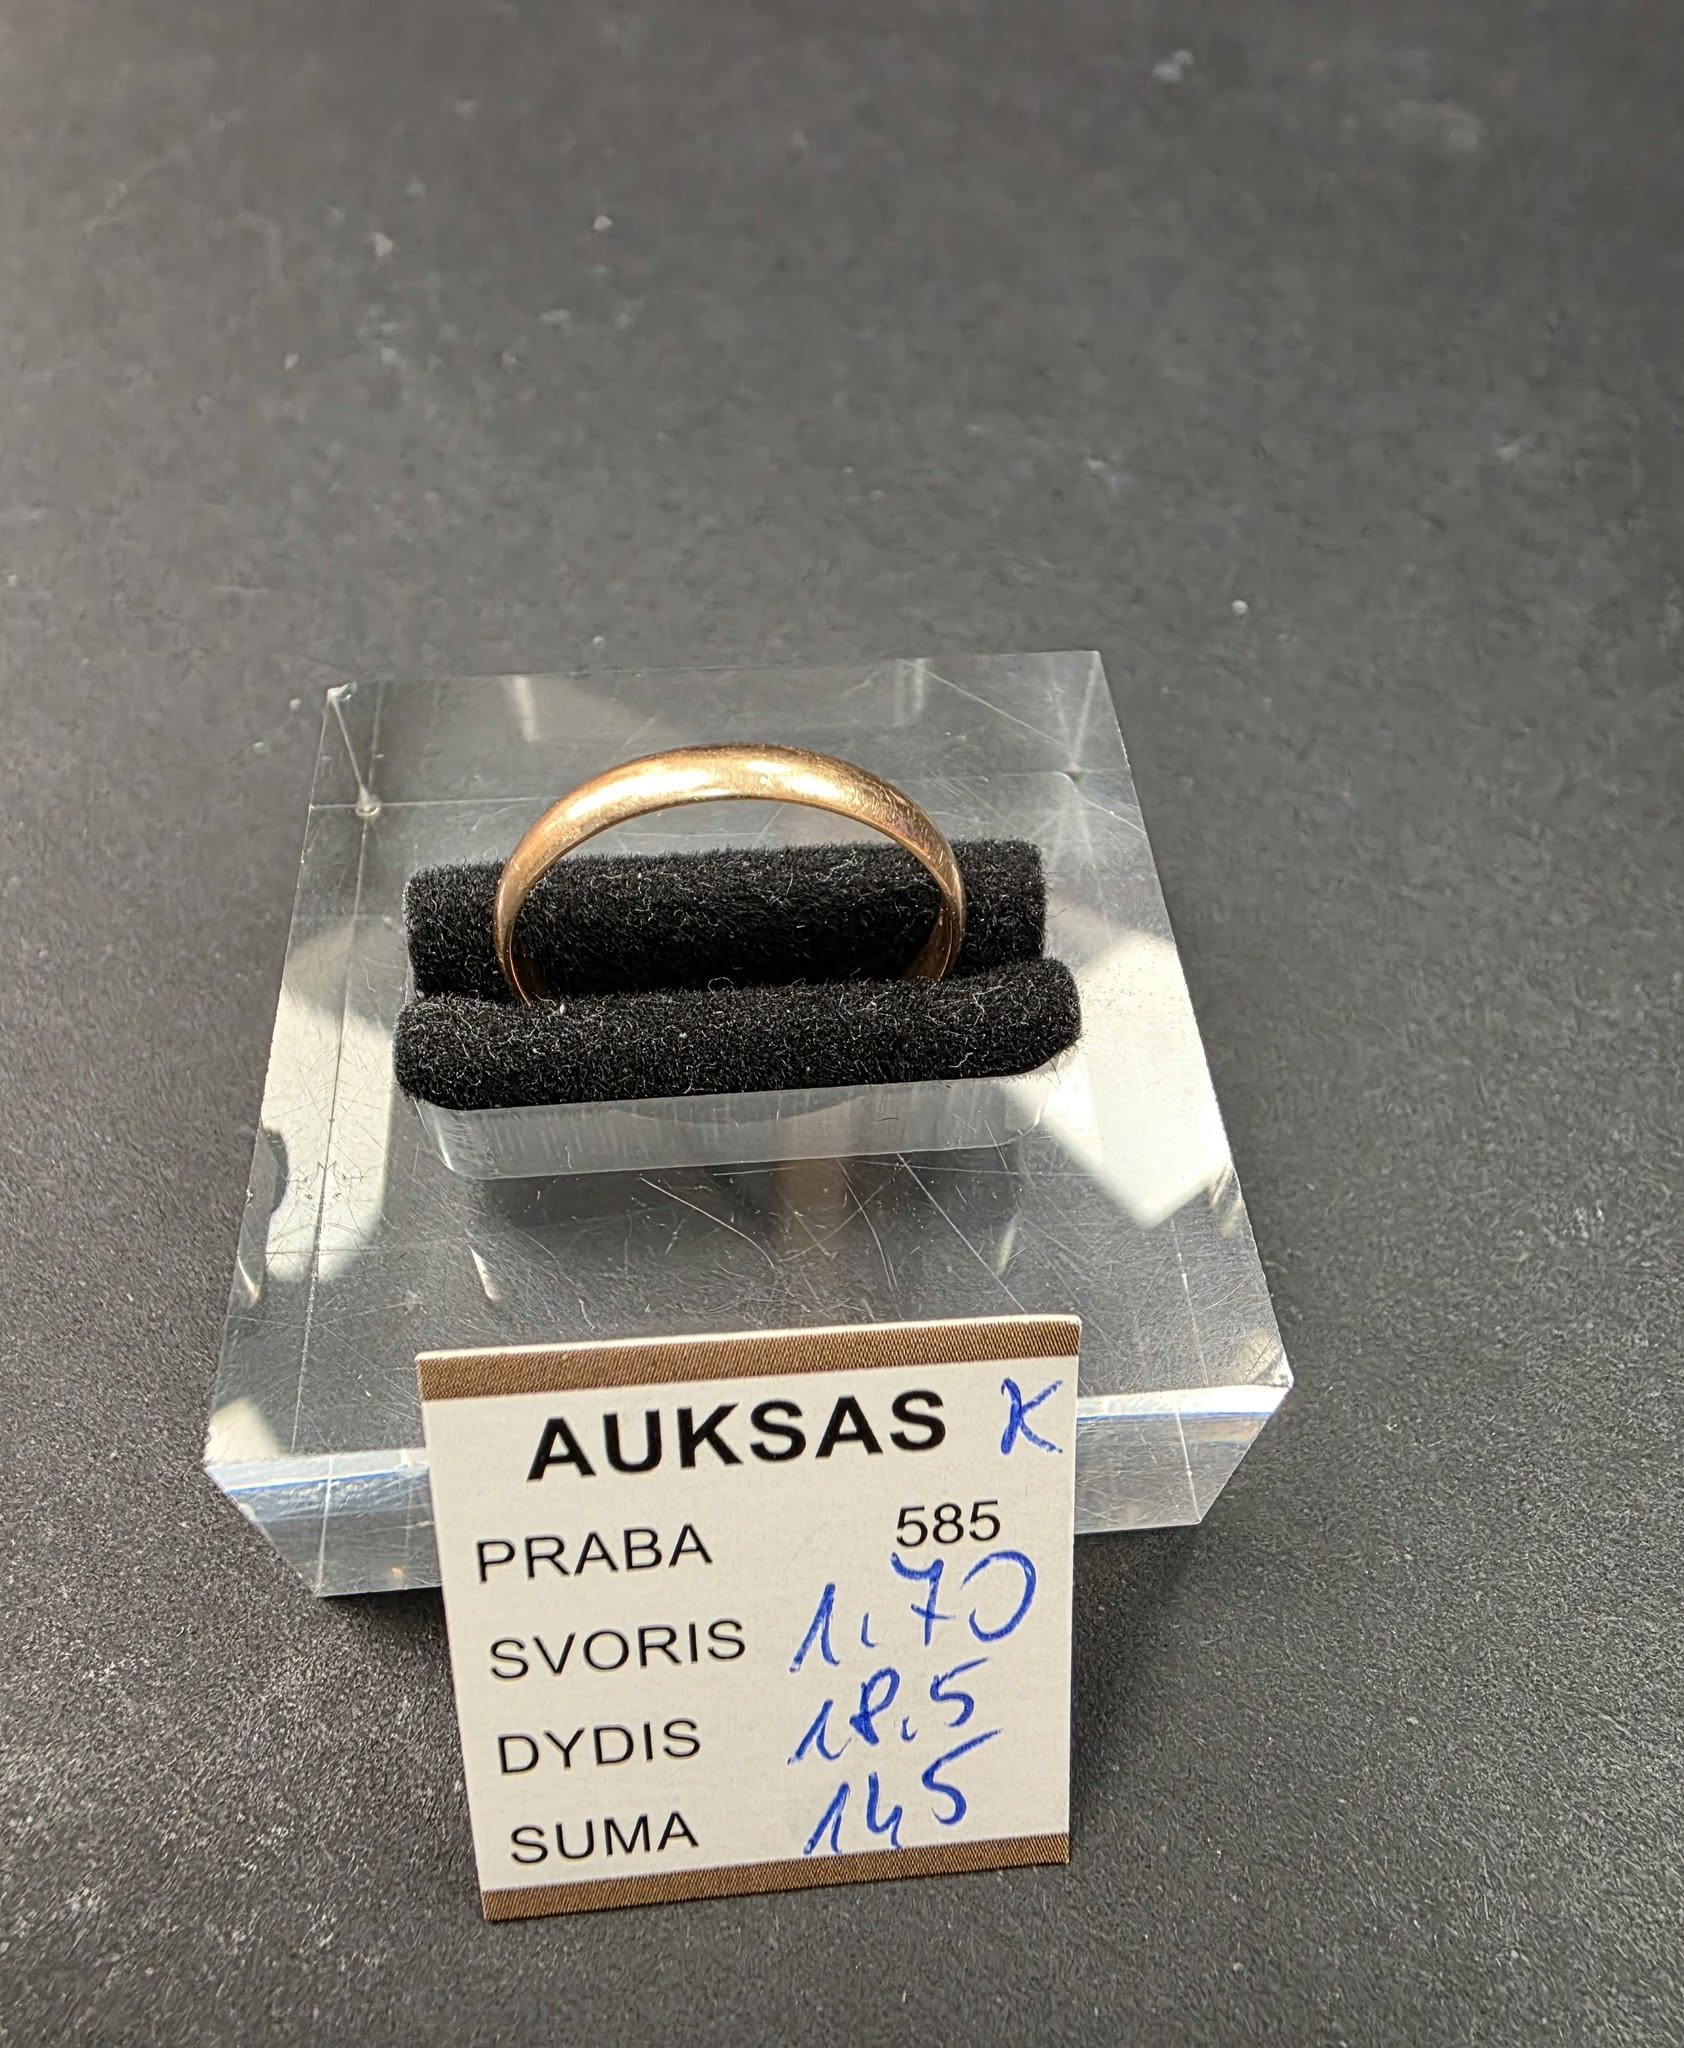 AUKSAS K
PRABA 585
SVORIS 1.70
DYDIS 18.5
SUMA 145